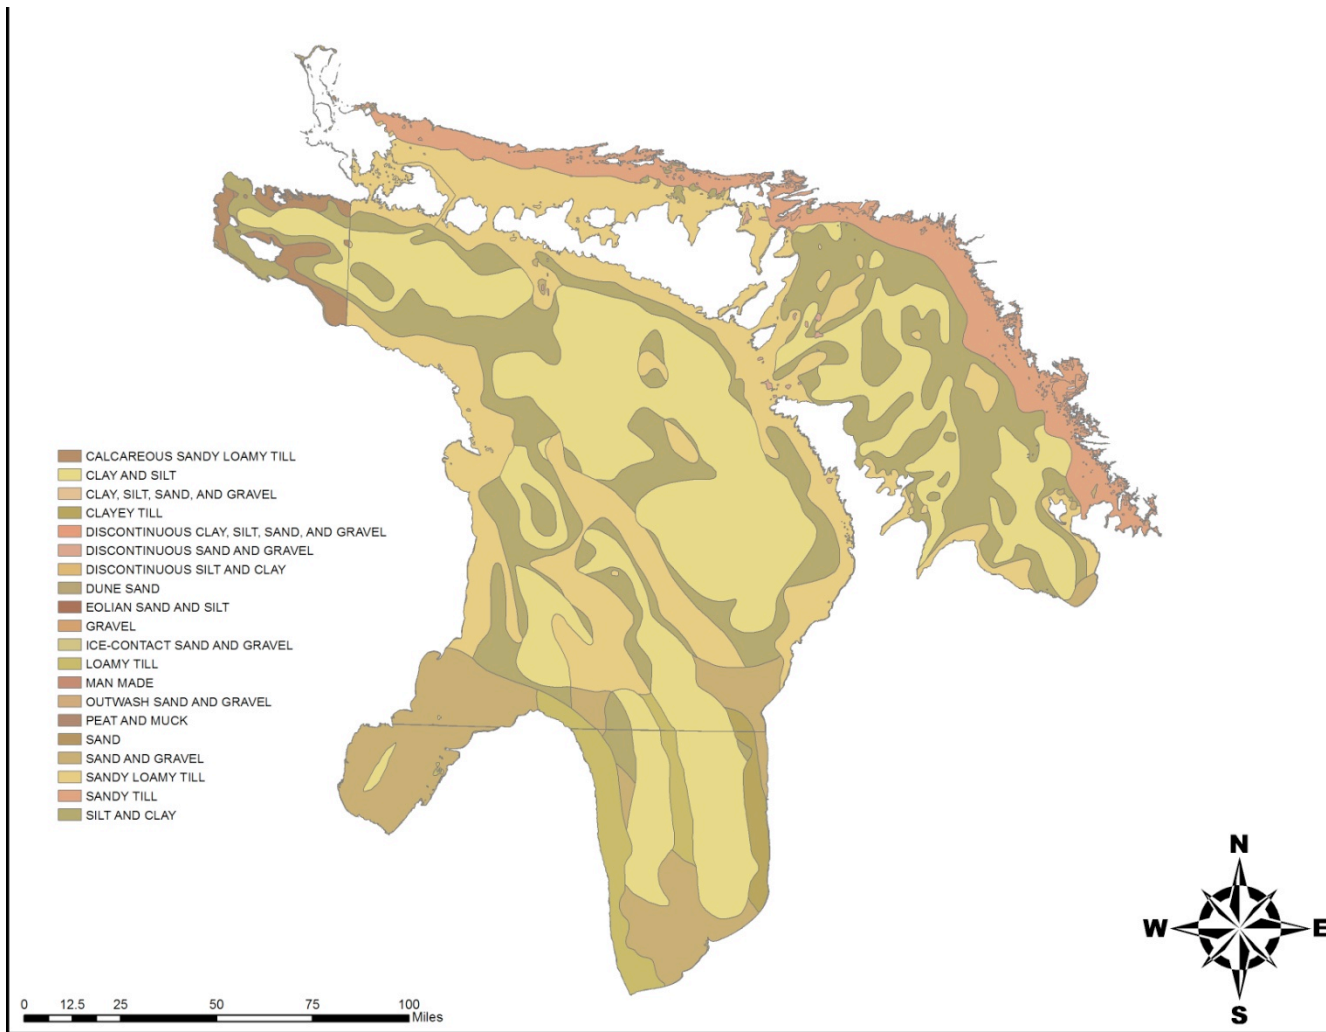 CALCAREOUS SANDY LOAMY TILL
CLAY AND SILT
CLAY, SILT, SAND, AND GRAVEL
CLAYEY TILL
DISCONTINUOUS CLAY, SILT, SAND, AND GRAVEL
DISCONTINUOUS SAND AND GRAVEL
DISCONTINUOUS SILT AND CLAY
DUNE SAND
EOLIAN SAND AND SILT
GRAVEL
ICE-CONTACT SAND AND GRAVEL
LOAMY TILL
MAN MADE
OUTWASH SAND AND GRAVEL
PEAT AND MUCK
SAND
SAND AND GRAVEL
SANDY LOAMY TILL
SANDY TILL
SILT AND CLAY
N
W E
S
0 12.5 25 50 75 100
Miles